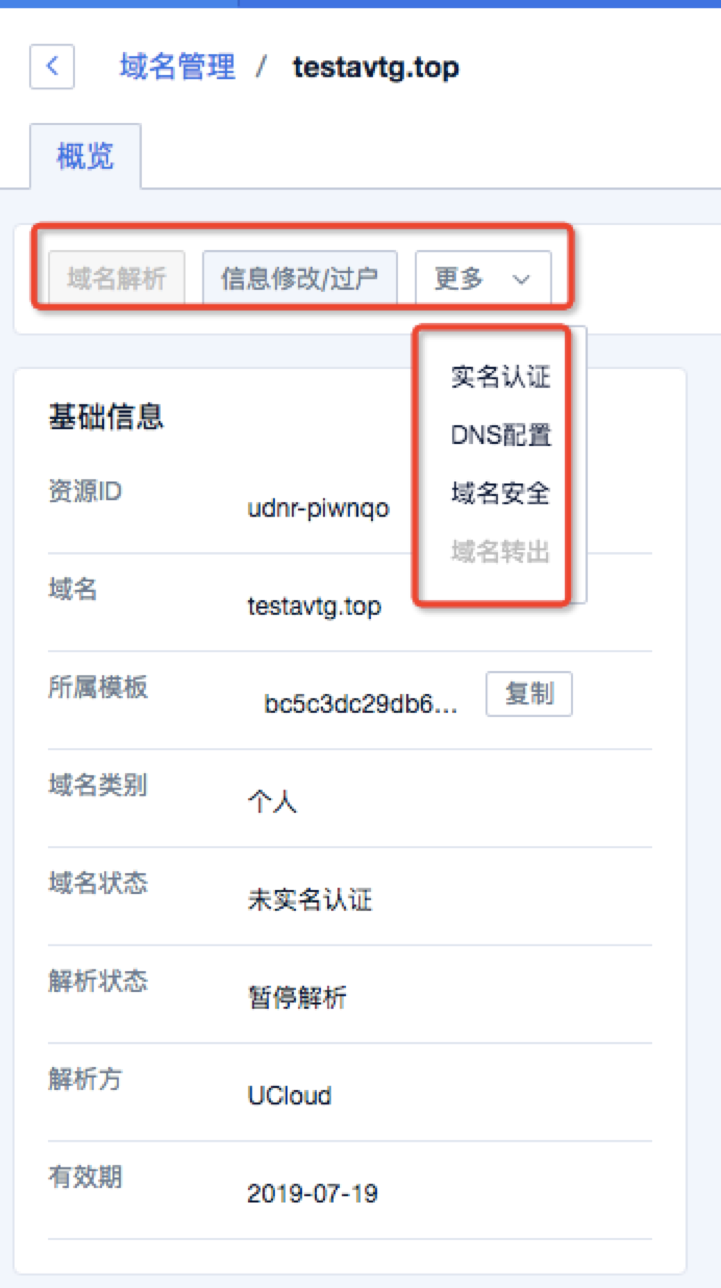 域名管理 / testavtg.top
概览
域名解析 信息修改/过户 更多
实名认证
DNS配置
域名安全
域名转出
基础信息
资源ID udnr-piwnqo
域名 testavtg.top
所属模板 bc5c3dc29db6... 复制
域名类别 个人
域名状态 未实名认证
解析状态 暂停解析
解析方 UCloud
有效期 2019-07-19